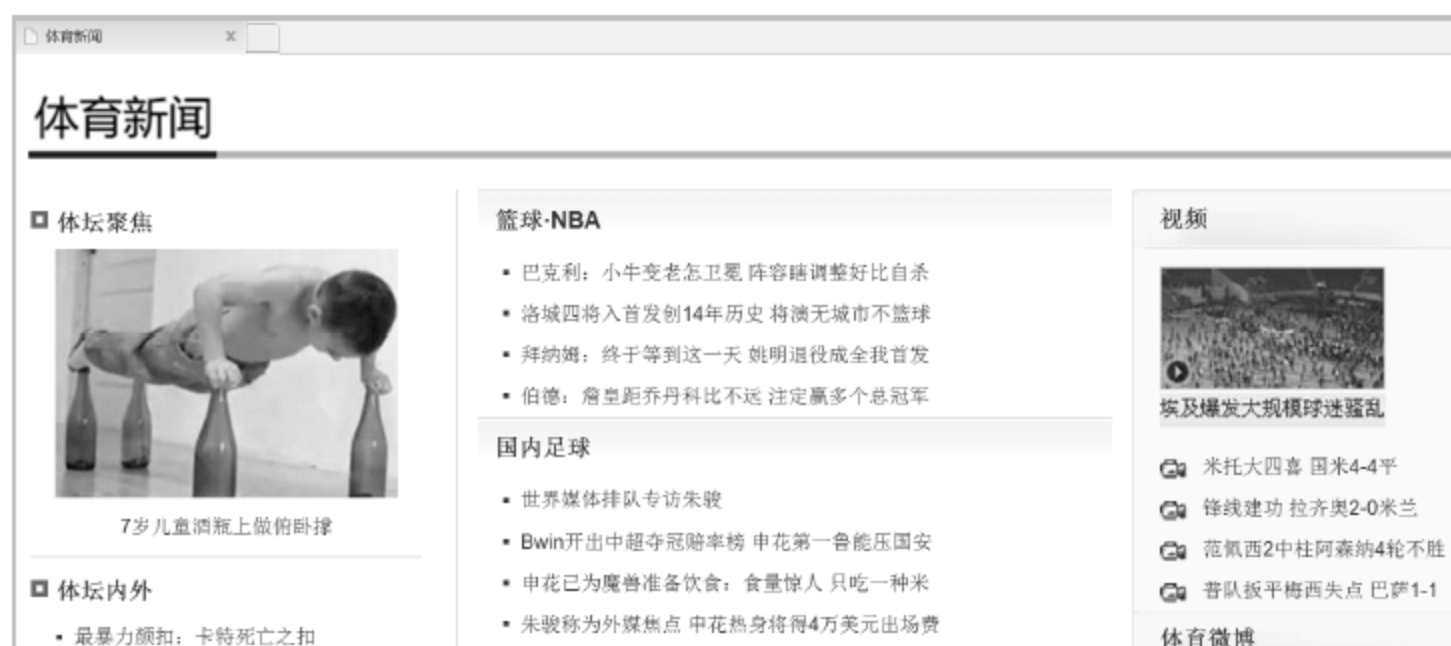 体育新闻
x
体育新闻
体坛聚焦
7岁儿童酒瓶上做俯卧撑
体坛内外
最暴力颜扣：卡特死亡之扣
篮球·NBA
巴克利：小牛变老怎卫冕 阵容瞎调整好比自杀
洛城四将入首发创14年历史 将演无城市不篮球
拜纳姆：终于等到这一天 姚明退役成全我首发
伯德：詹皇距乔丹科比不远 注定赢多个总冠军
国内足球
世界媒体排队专访朱骏
Bwin开出中超夺冠赔率榜 申花第一鲁能压国安
申花已为魔兽准备饮食：食量惊人 只吃一种米
朱骏称为外媒焦点 申花热身将得4万美元出场费
视频
埃及爆发大规模球迷骚乱
米托大四喜 国米4-4平
锋线建功 拉齐奥2-0米兰
范佩西2中柱阿森纳4轮不胜
普队扳平梅西失点 巴萨1-1
体育微博